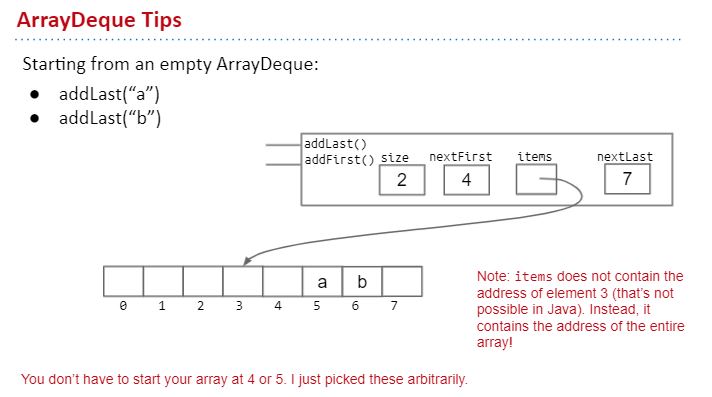 ArrayDeque Tips
Starting from an empty ArrayDeque:
● addLast(“a”)
● addLast(“b”)
addLast()
addFirst() size nextFirst items nextLast
2 4 7
a b
0 1 2 3 4 5 6 7
Note: items does not contain the
address of element 3 (that’s not
possible in Java). Instead, it
contains the address of the entire
array!
You don’t have to start your array at 4 or 5. I just picked these arbitrarily.